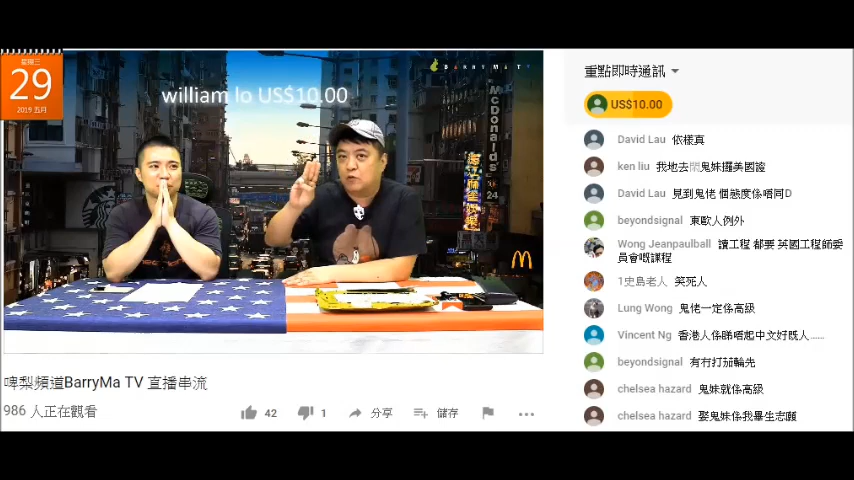 星期三
29
2019 五月
william lo US$10.00
BARRYMA TV
McDonald's
24
啤梨頻道BarryMa TV 直播串流
986 人正在觀看
42
1
分享
儲存
重點即時通訊
US$10.00
David Lau 依樣真
ken liu 我地去閪鬼妹攞美國證
David Lau 見到鬼佬 個態度係唔同D
beyondsignal 東歐人例外
Wong Jeanpaulball 讀工程 都要 英國工程師委
員會嘅課程
1史島老人 笑死人
Lung Wong 鬼佬一定係高級
Vincent Ng 香港人係睇唔起中文好既人......
beyondsignal 有冇打茄輪先
chelsea hazard 鬼妹就係高級
chelsea hazard 娶鬼妹係我畢生志願